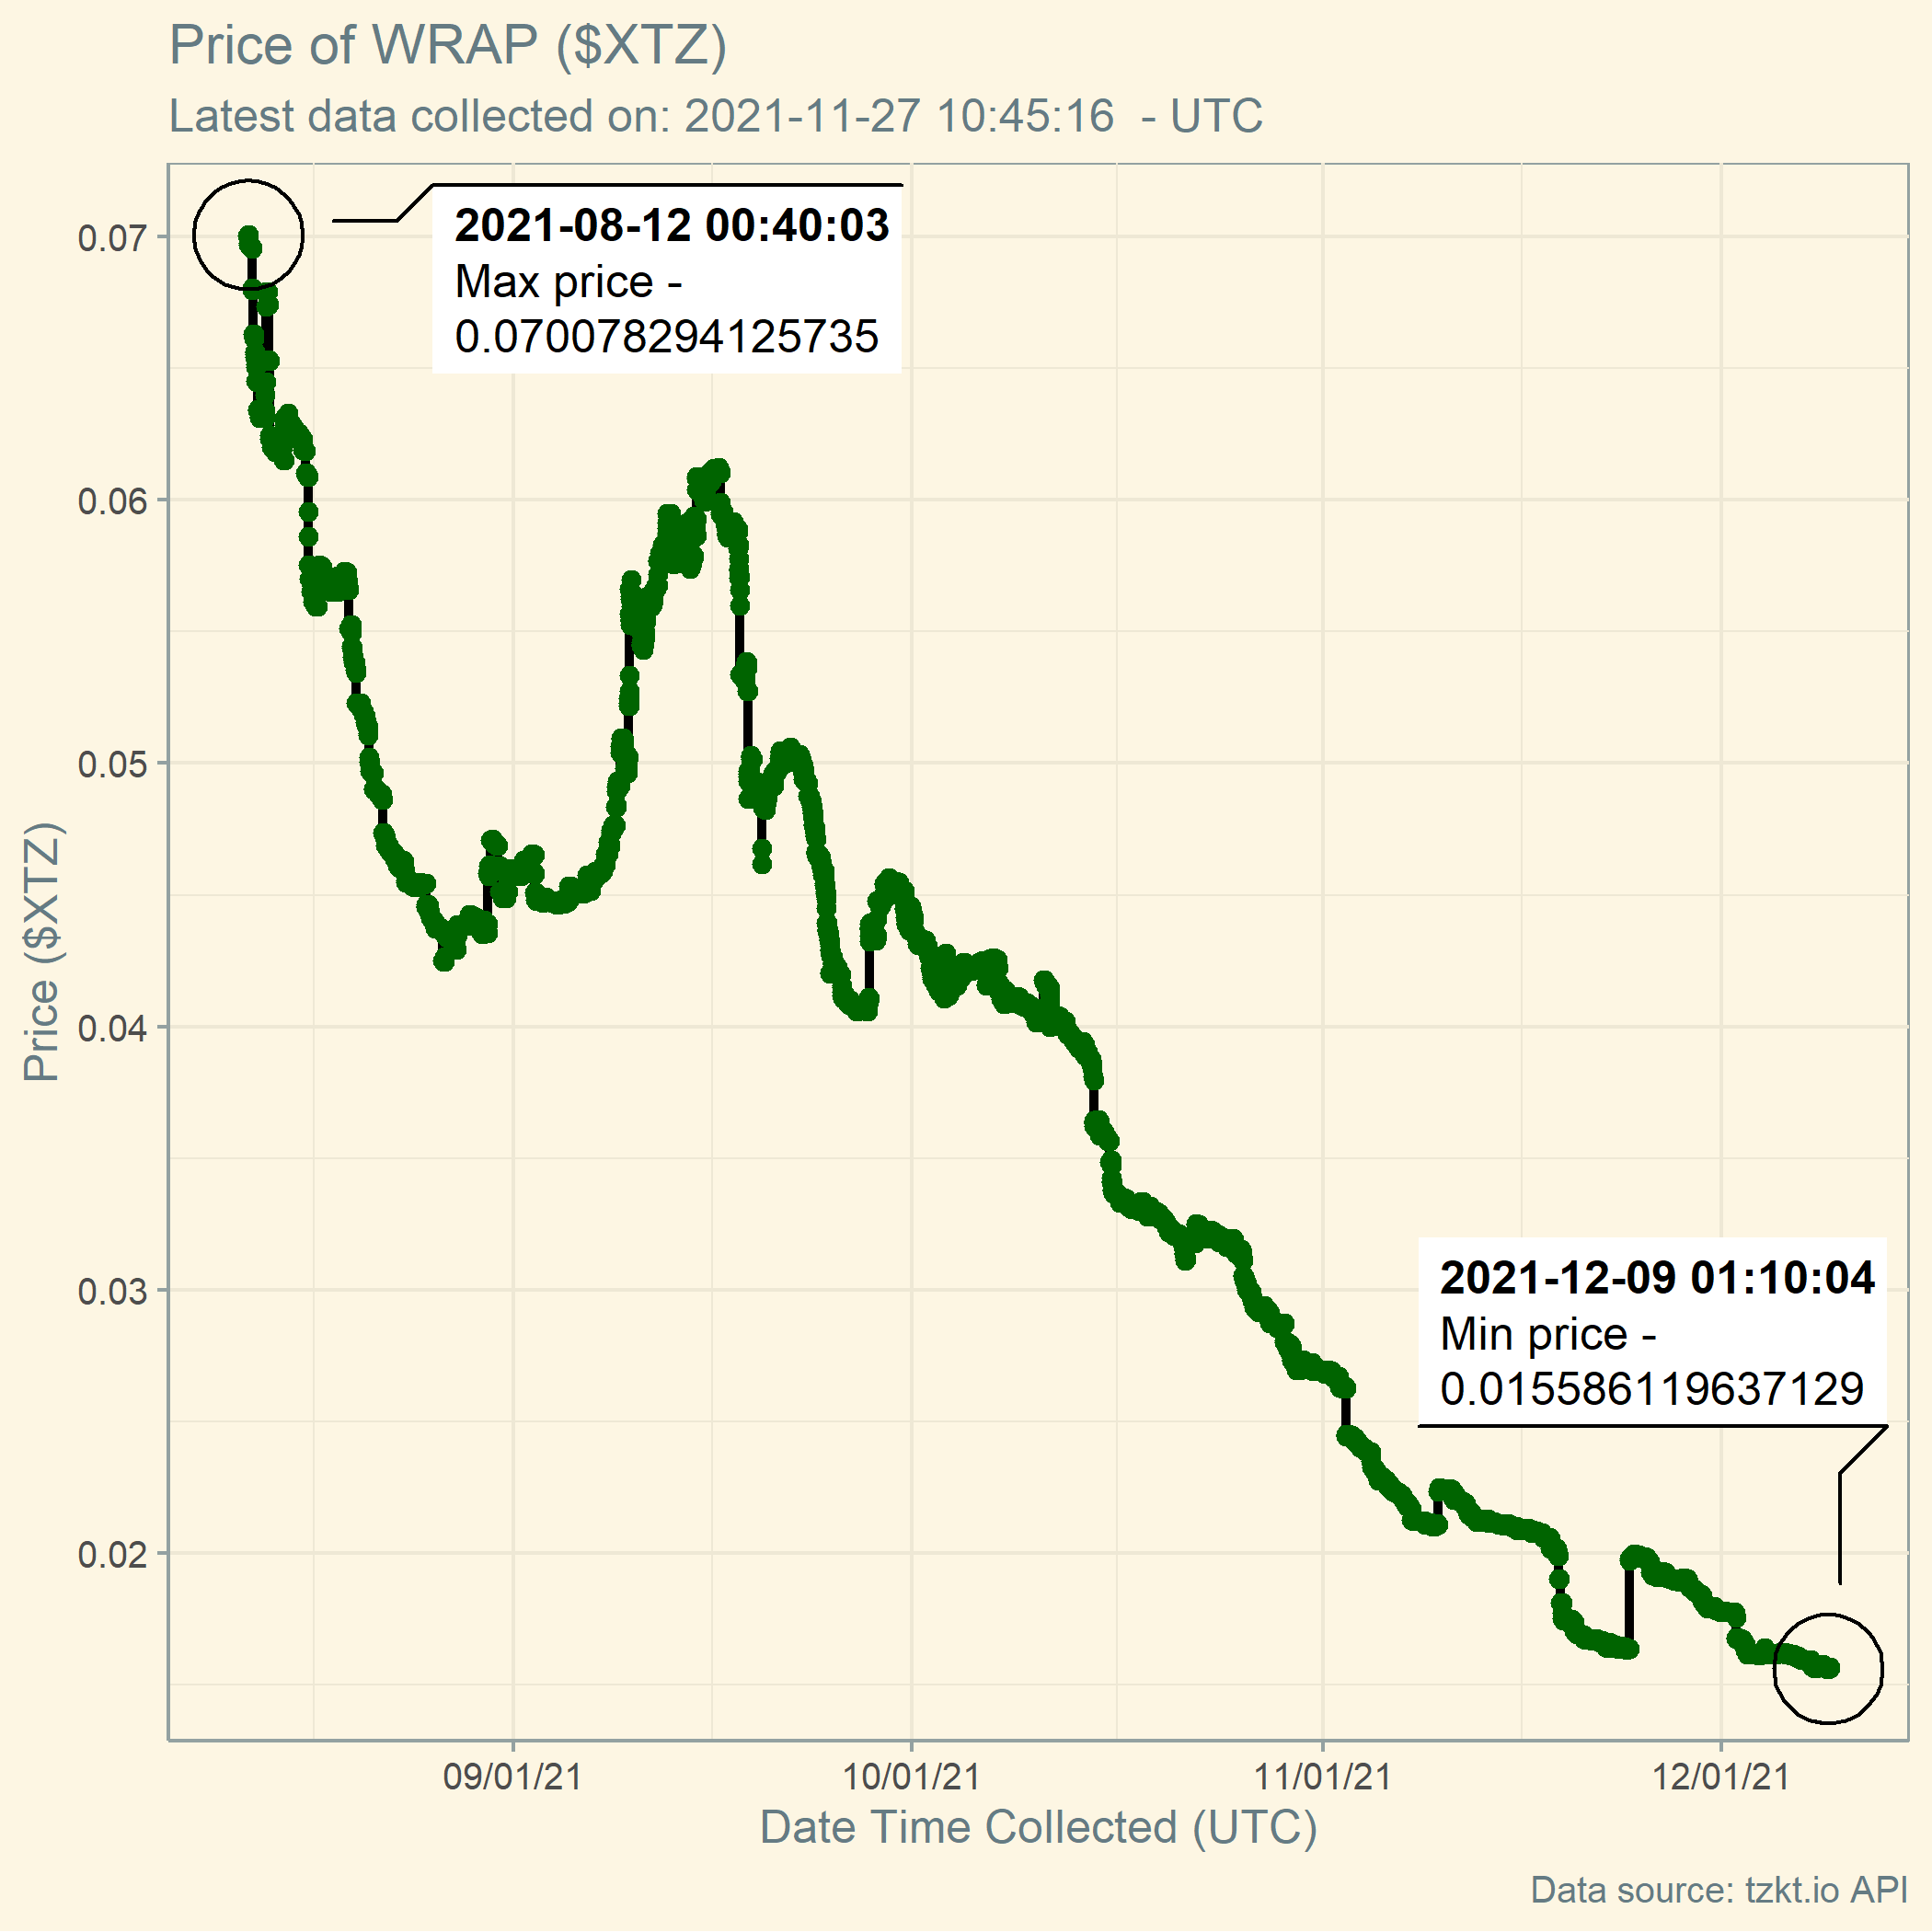 Price of WRAP ($XTZ)
Latest data collected on: 2021-11-27 10:45:16  - UTC
2021-08-12 00:40:03
Max price -
0.070078294125735
0.07
0.06
0.05
0.04
0.03
0.02
Price ($XTZ)
2021-12-09 01:10:04
Min price -
0.015586119637129
09/01/21
10/01/21
11/01/21
12/01/21
Date Time Collected (UTC)
Data source: tzkt.io API